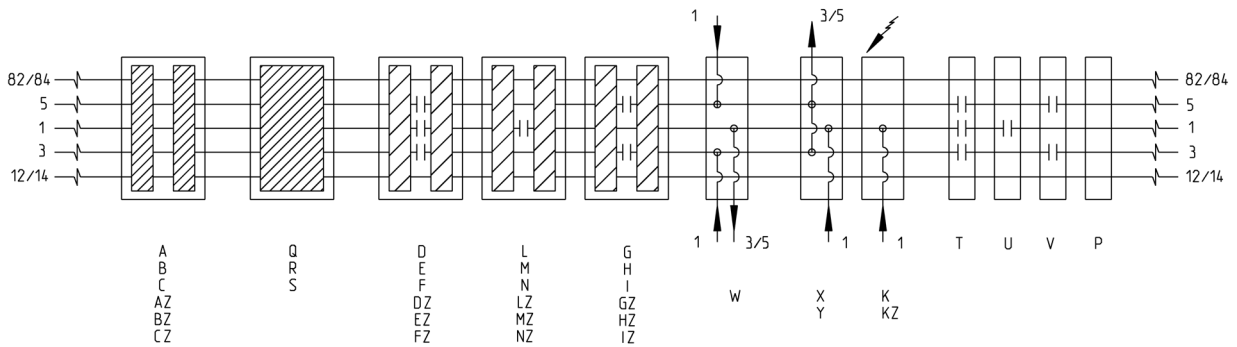 1 3/5
82/84 82/84
5 5
1 1
3 3
12/14 12/14
1 3/5 1 1 T U V P
A Q D L G
B R E M H W X K
C S F N I Y KZ
AZ DZ LZ GZ
BZ EZ MZ HZ
CZ FZ NZ IZ